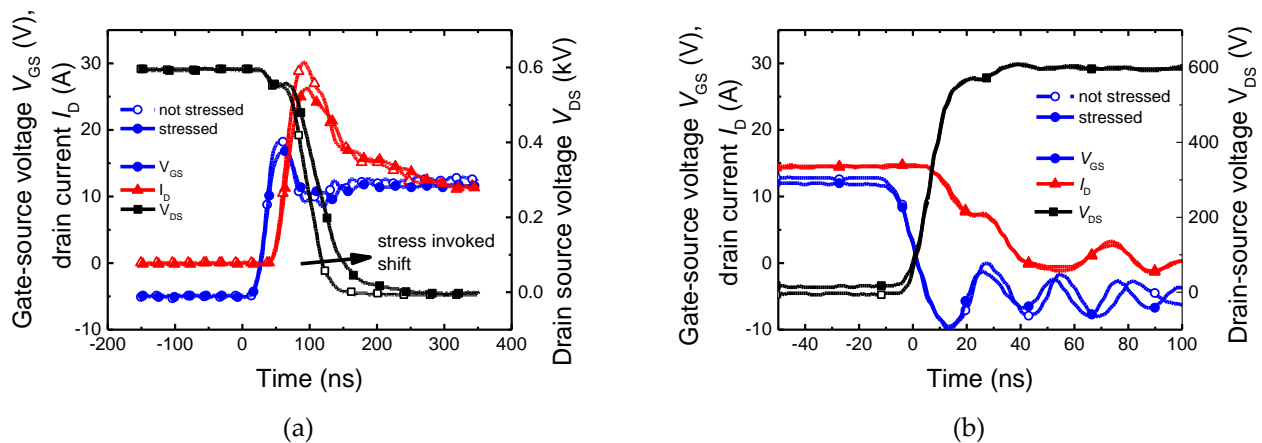 Gate-source voltage V_GS (V),
drain current I_D (A)
30
20
10
0
-10
-200 -100 0 100 200 300 400
Time (ns)
0.6
0.4
0.2
0.0
Drain source voltage V_DS (kV)
not stressed
stressed
V_GS
I_D
V_DS
stress invoked
shift
(a)
Gate-source voltage V_GS (V),
drain current I_D (A)
30
20
10
0
-10
-40 -20 0 20 40 60 80 100
Time (ns)
600
400
200
0
Drain-source voltage V_DS (V)
not stressed
stressed
V_GS
I_D
V_DS
(b)